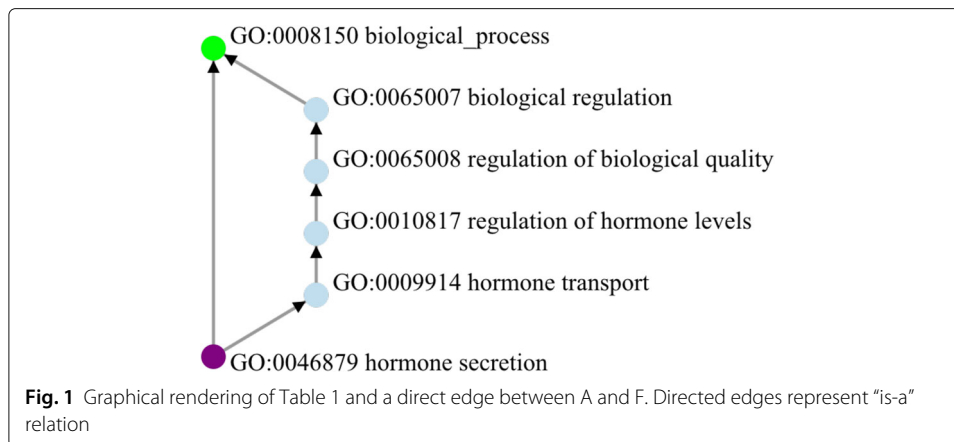 GO:0008150 biological_process
GO:0065007 biological regulation
GO:0065008 regulation of biological quality
GO:0010817 regulation of hormone levels
GO:0009914 hormone transport
GO:0046879 hormone secretion
Fig. 1 Graphical rendering of Table 1 and a direct edge between A and F. Directed edges represent “is-a”
relation